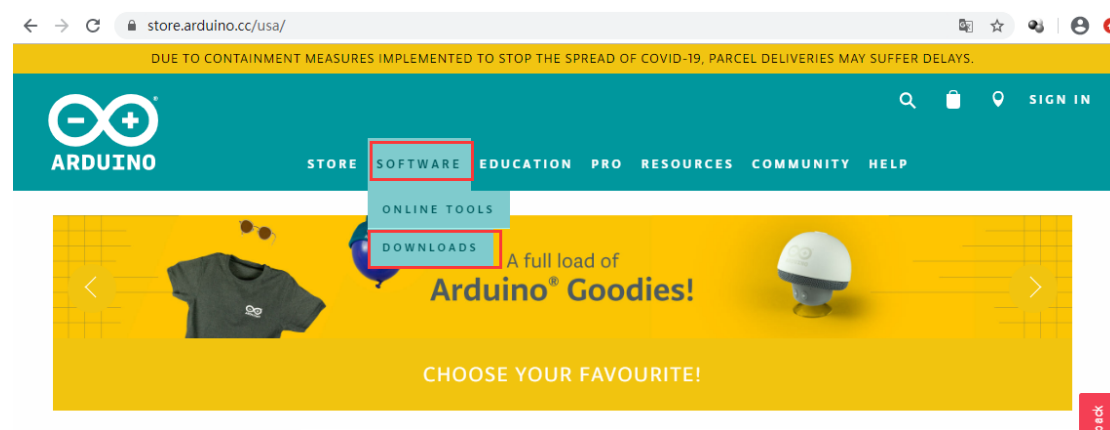 store.arduino.cc/usa/
DUE TO CONTAINMENT MEASURES IMPLEMENTED TO STOP THE SPREAD OF COVID-19, PARCEL DELIVERIES MAY SUFFER DELAYS.
SIGN IN
ARDUINO
STORE SOFTWARE EDUCATION PRO RESOURCES COMMUNITY HELP
ONLINE TOOLS
DOWNLOADS
A full load of
Arduino® Goodies!
CHOOSE YOUR FAVOURITE!